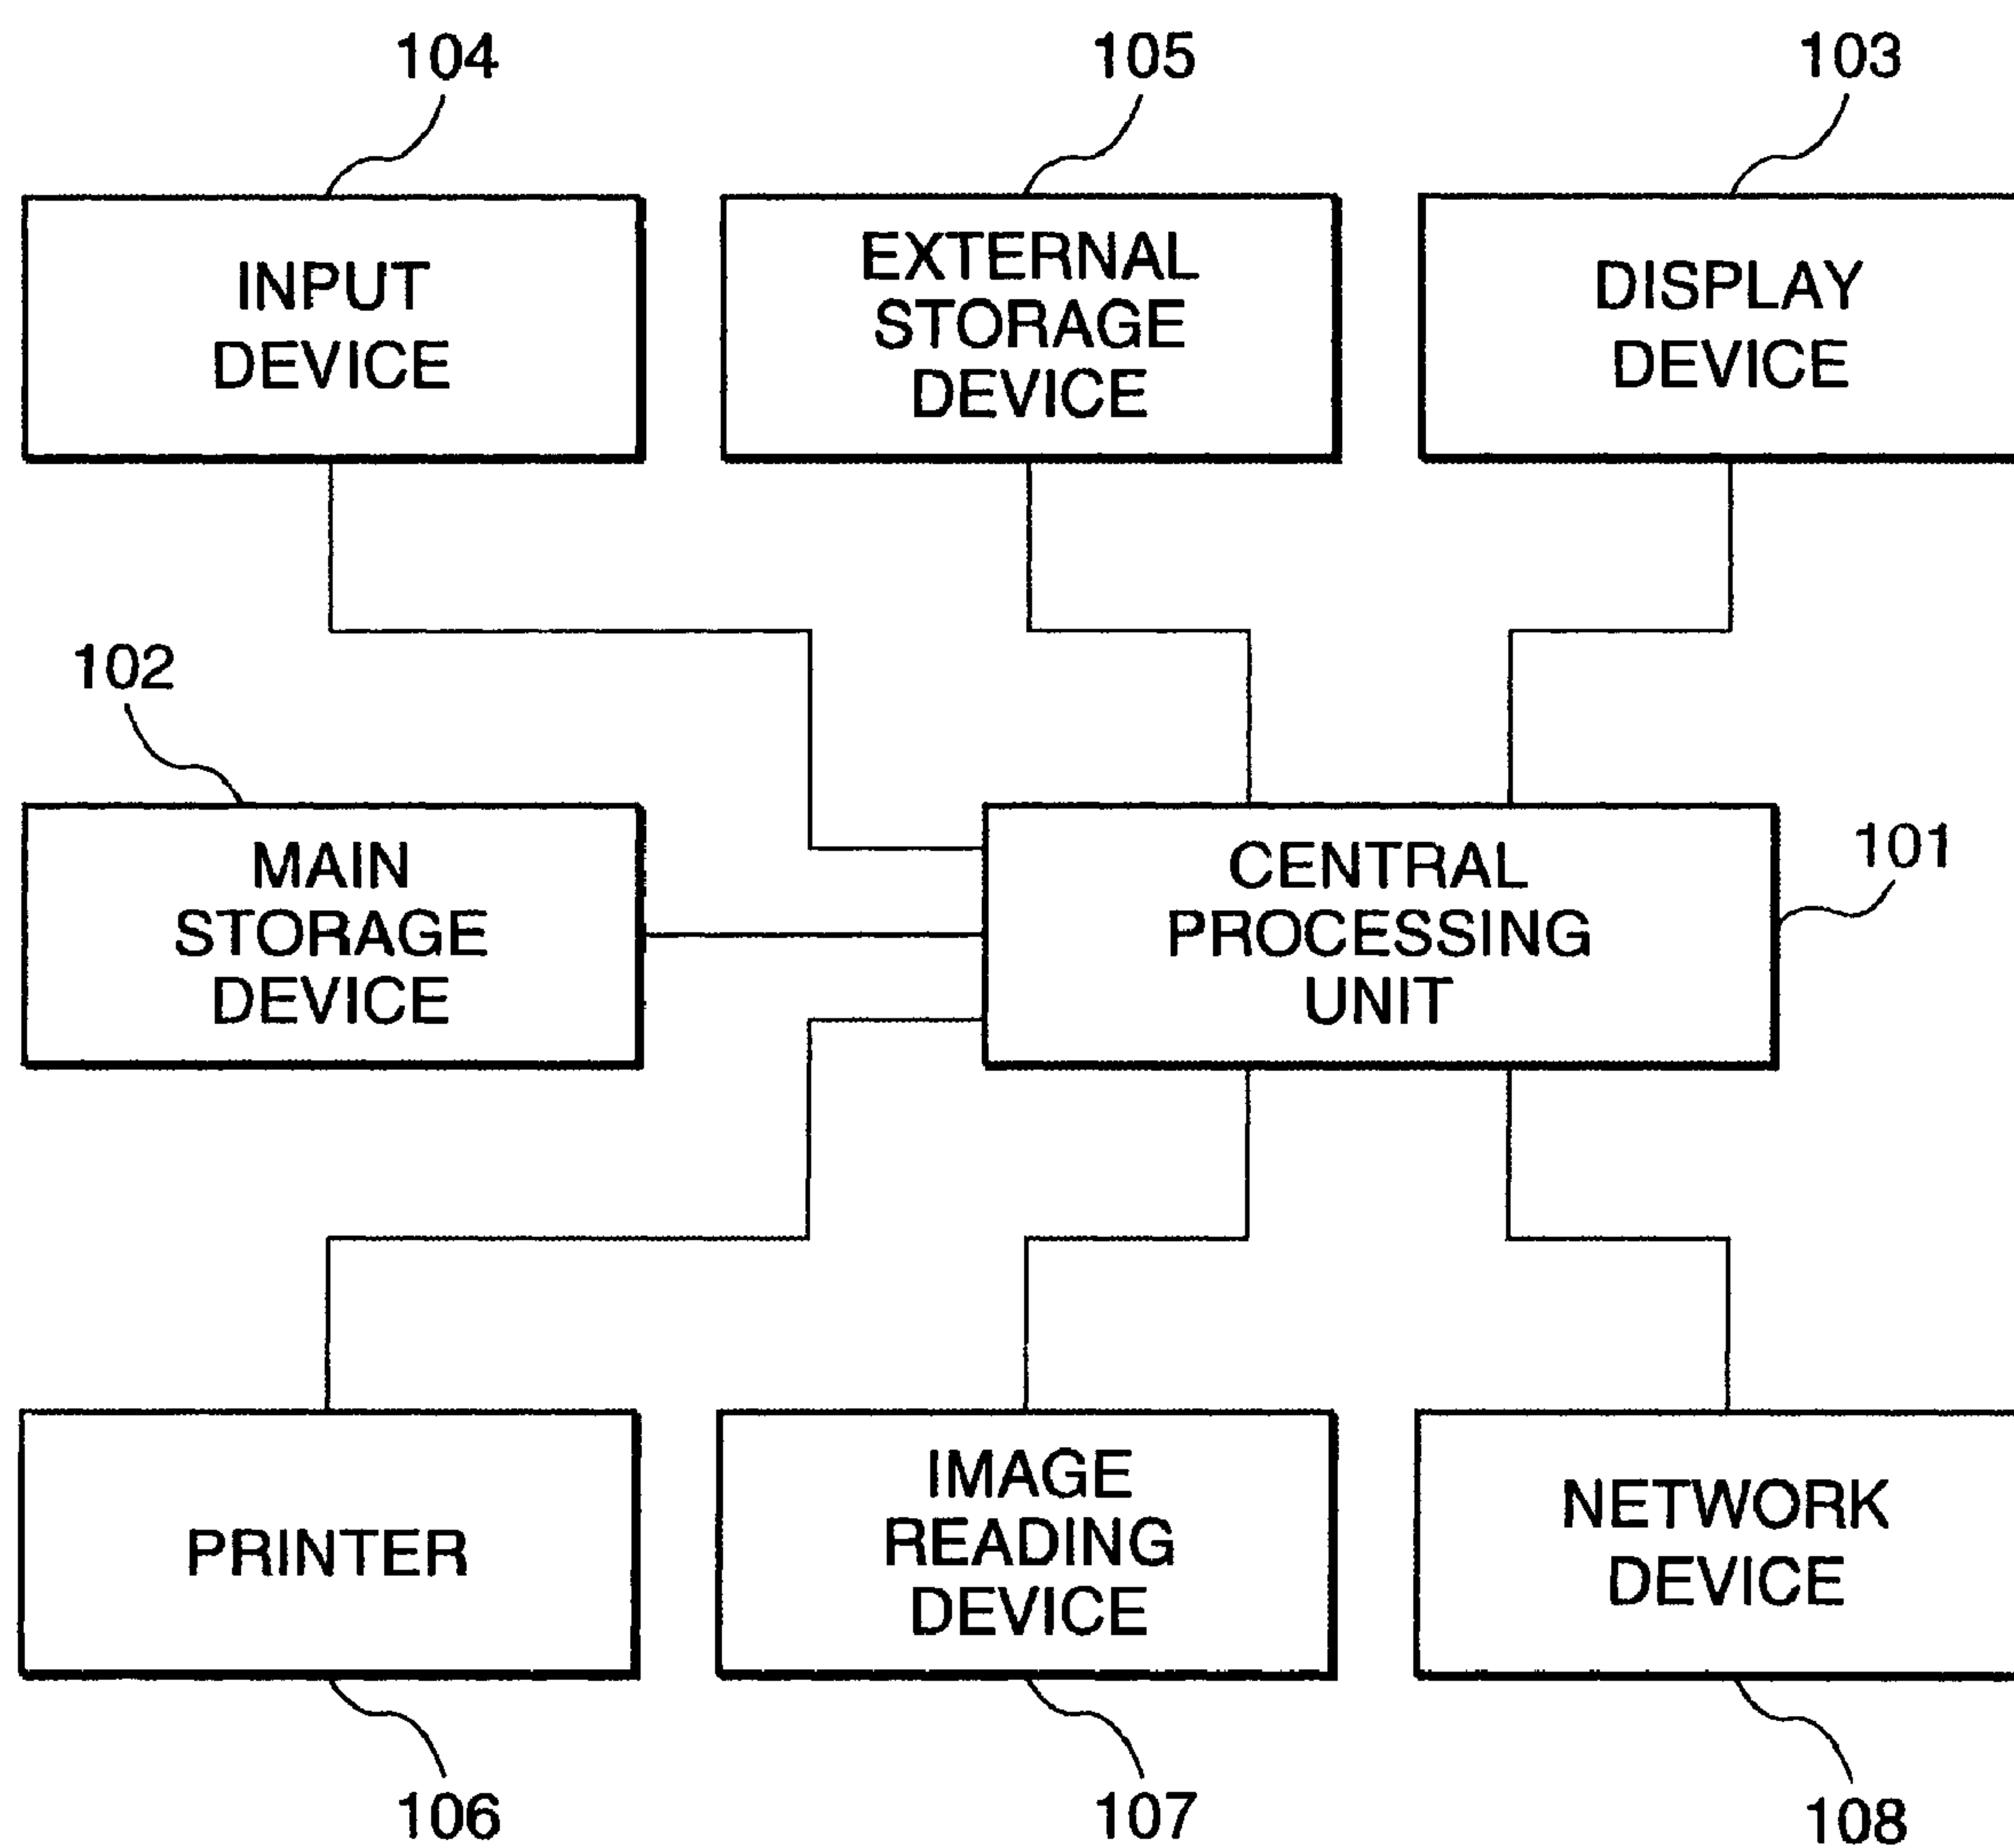 104
105
103
INPUT
DEVICE
EXTERNAL
STORAGE
DEVICE
DISPLAY
DEVICE
102
MAIN
STORAGE
DEVICE
CENTRAL
PROCESSING
UNIT
101
PRINTER
IMAGE
READING
DEVICE
NETWORK
DEVICE
106
107
108